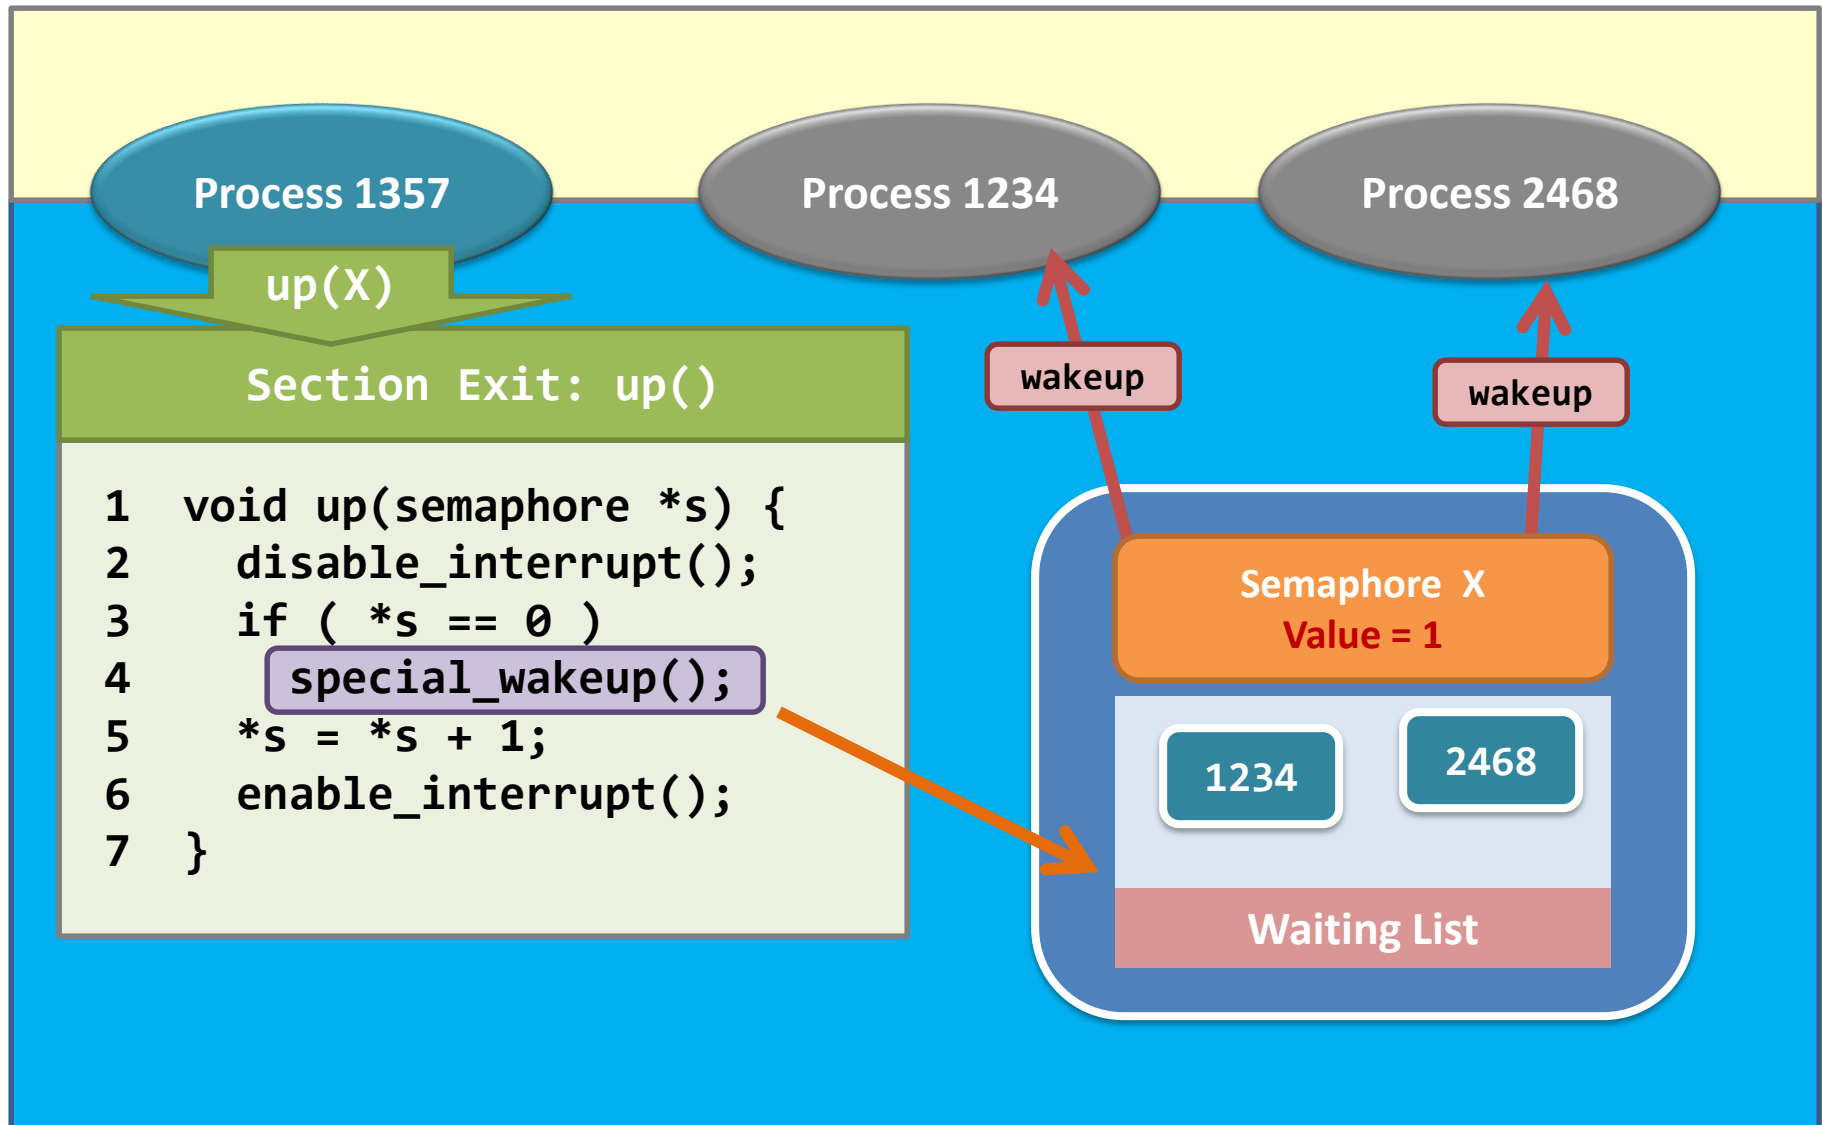 Process 1357
Process 1234
Process 2468
up(X)
Section Exit: up()
1 void up(semaphore *s) {
2 disable_interrupt();
3 if ( *s == 0 )
4 special_wakeup();
5 *s = *s + 1;
6 enable_interrupt();
7 }
wakeup
wakeup
Semaphore X
Value = 1
1234
2468
Waiting List